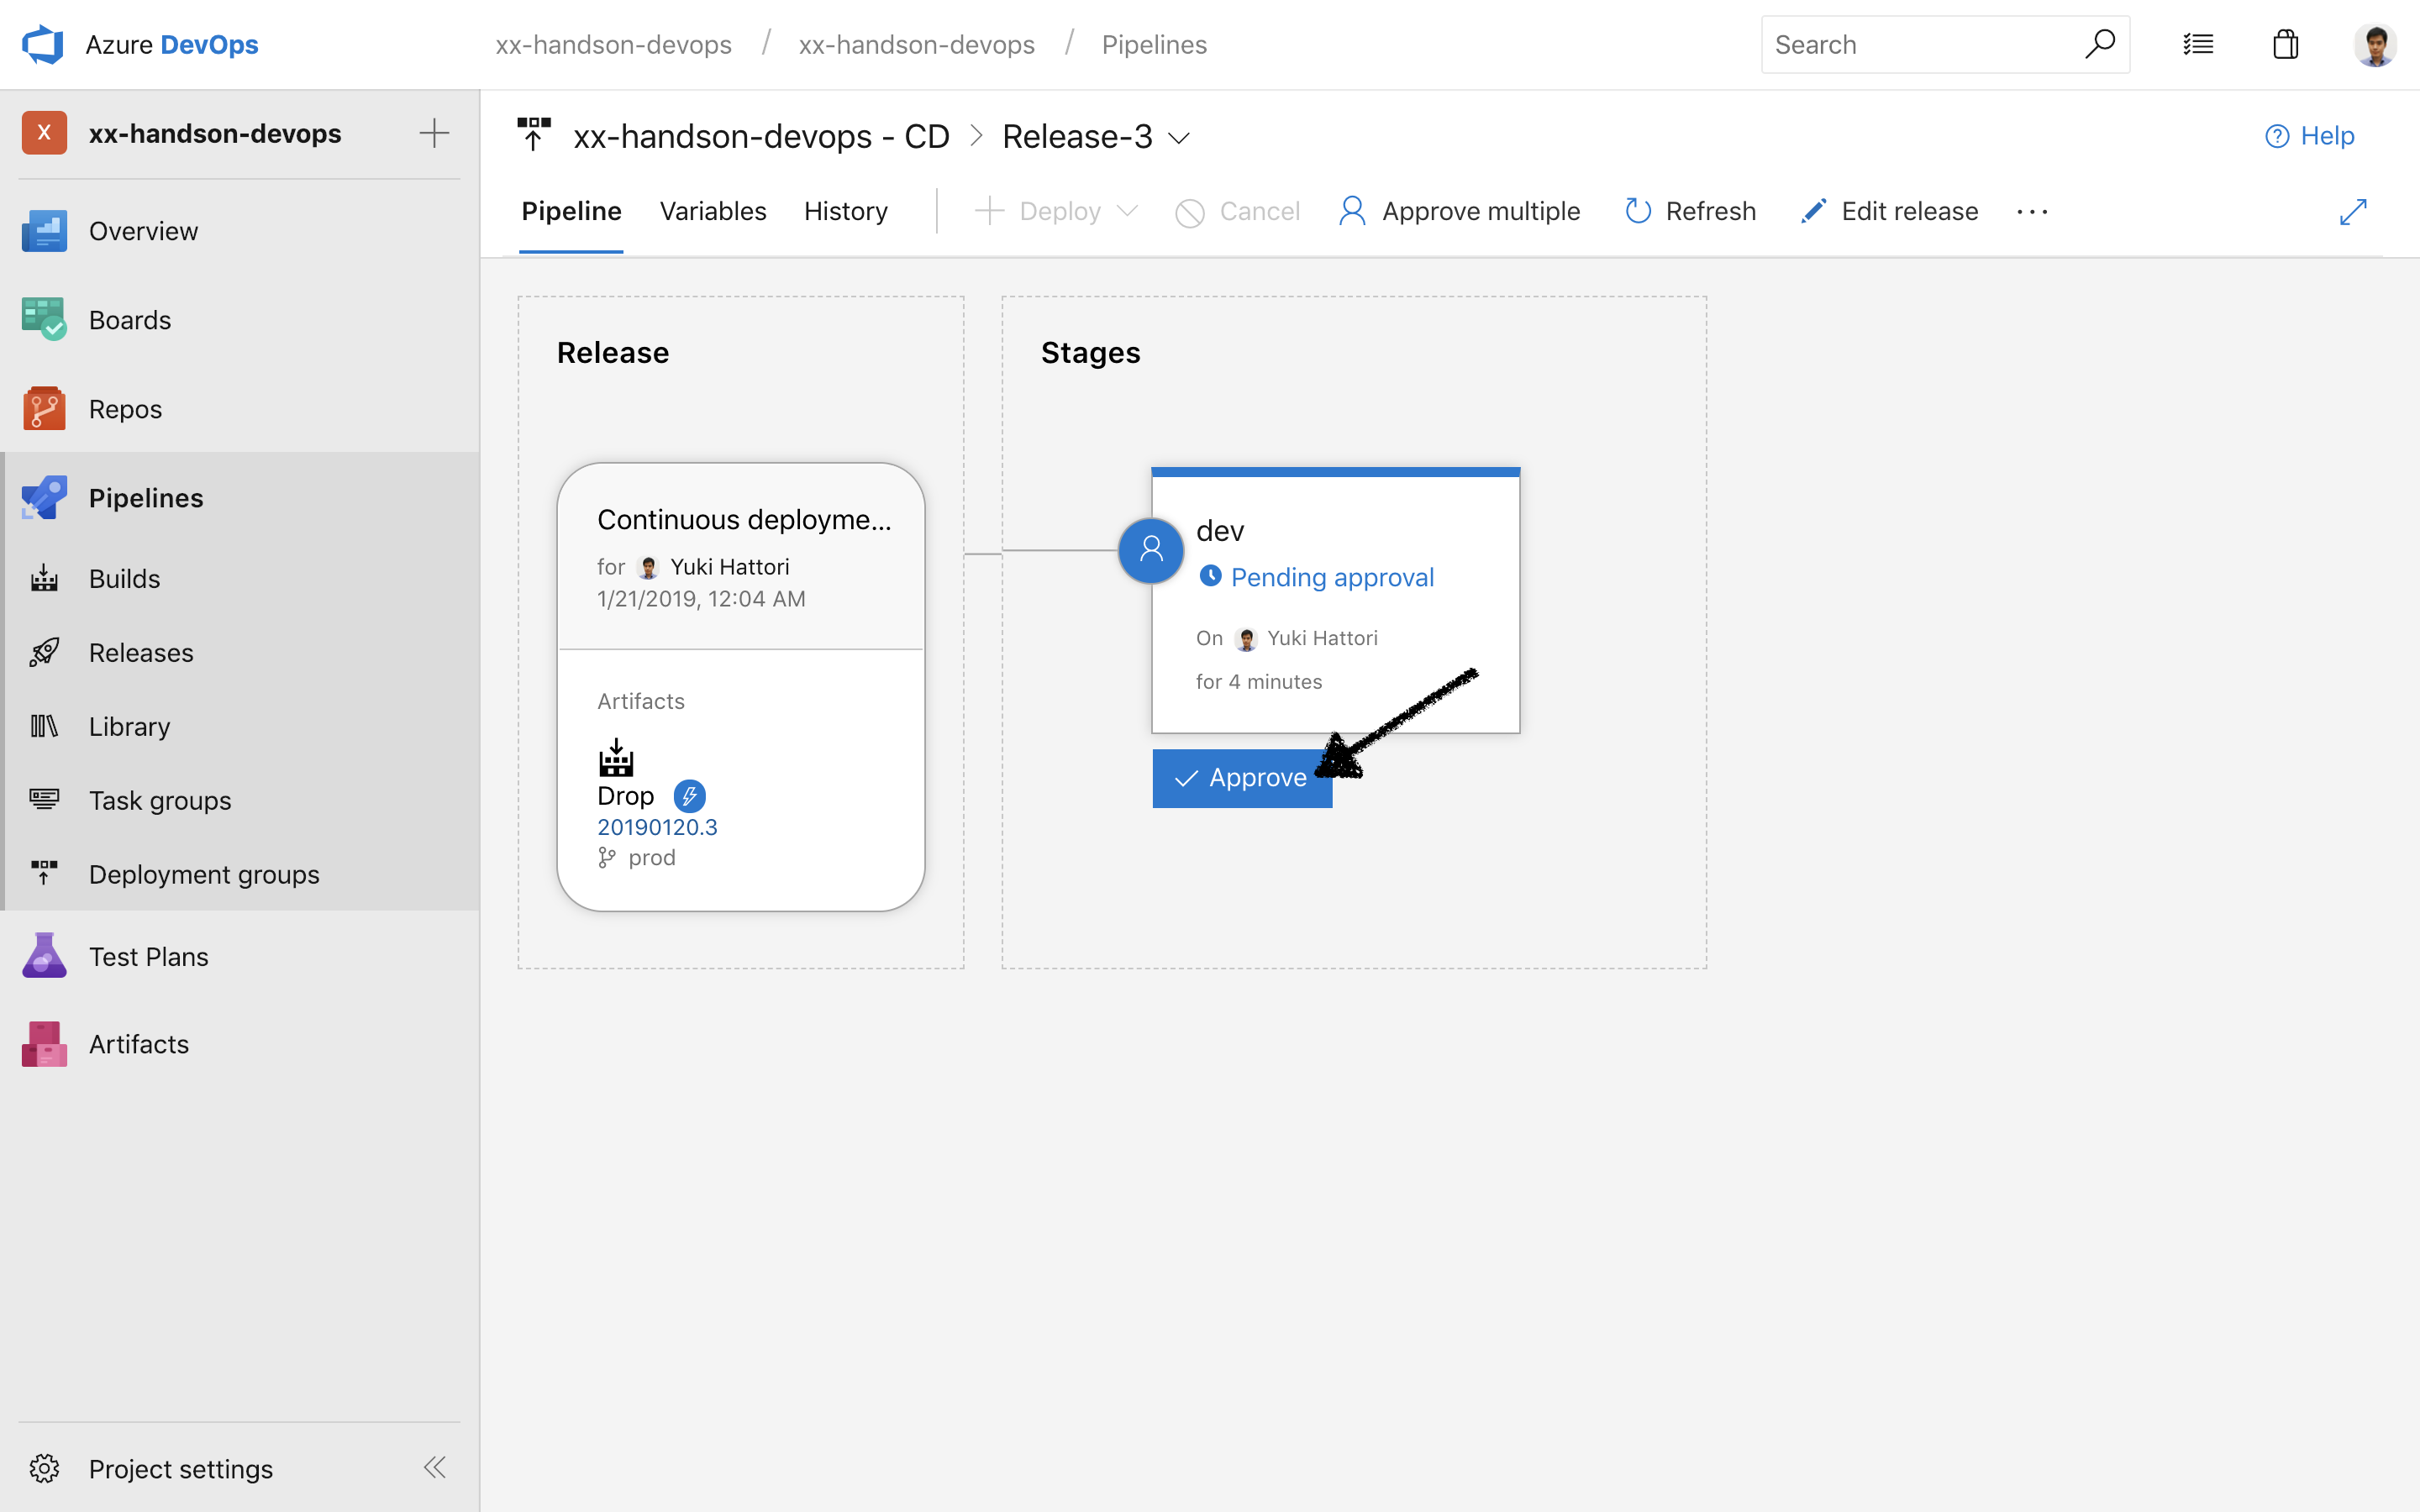 Azure DevOps
xx-handson-devops / xx-handson-devops / Pipelines
Search
X xx-handson-devops
Overview
Boards
Repos
Pipelines
Builds
Releases
Library
Task groups
Deployment groups
Test Plans
Artifacts
Project settings
xx-handson-devops - CD > Release-3
Help
Pipeline Variables History Deploy Cancel Approve multiple Refresh Edit release ...
Release
Continuous deployme...
for Yuki Hattori
1/21/2019, 12:04 AM
Artifacts
Drop
20190120.3
prod
Stages
dev
Pending approval
On Yuki Hattori
for 4 minutes
Approve